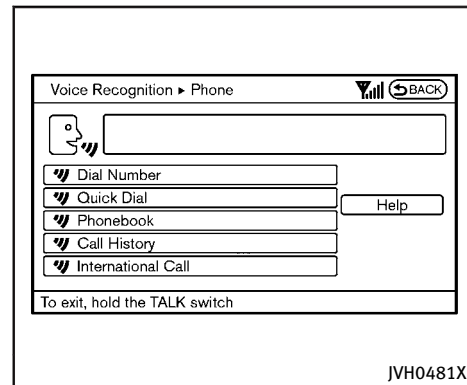 Voice Recognition ▸ Phone BACK
Dial Number
Quick Dial
Help
Phonebook
Call History
International Call
To exit, hold the TALK switch
JVH0481X